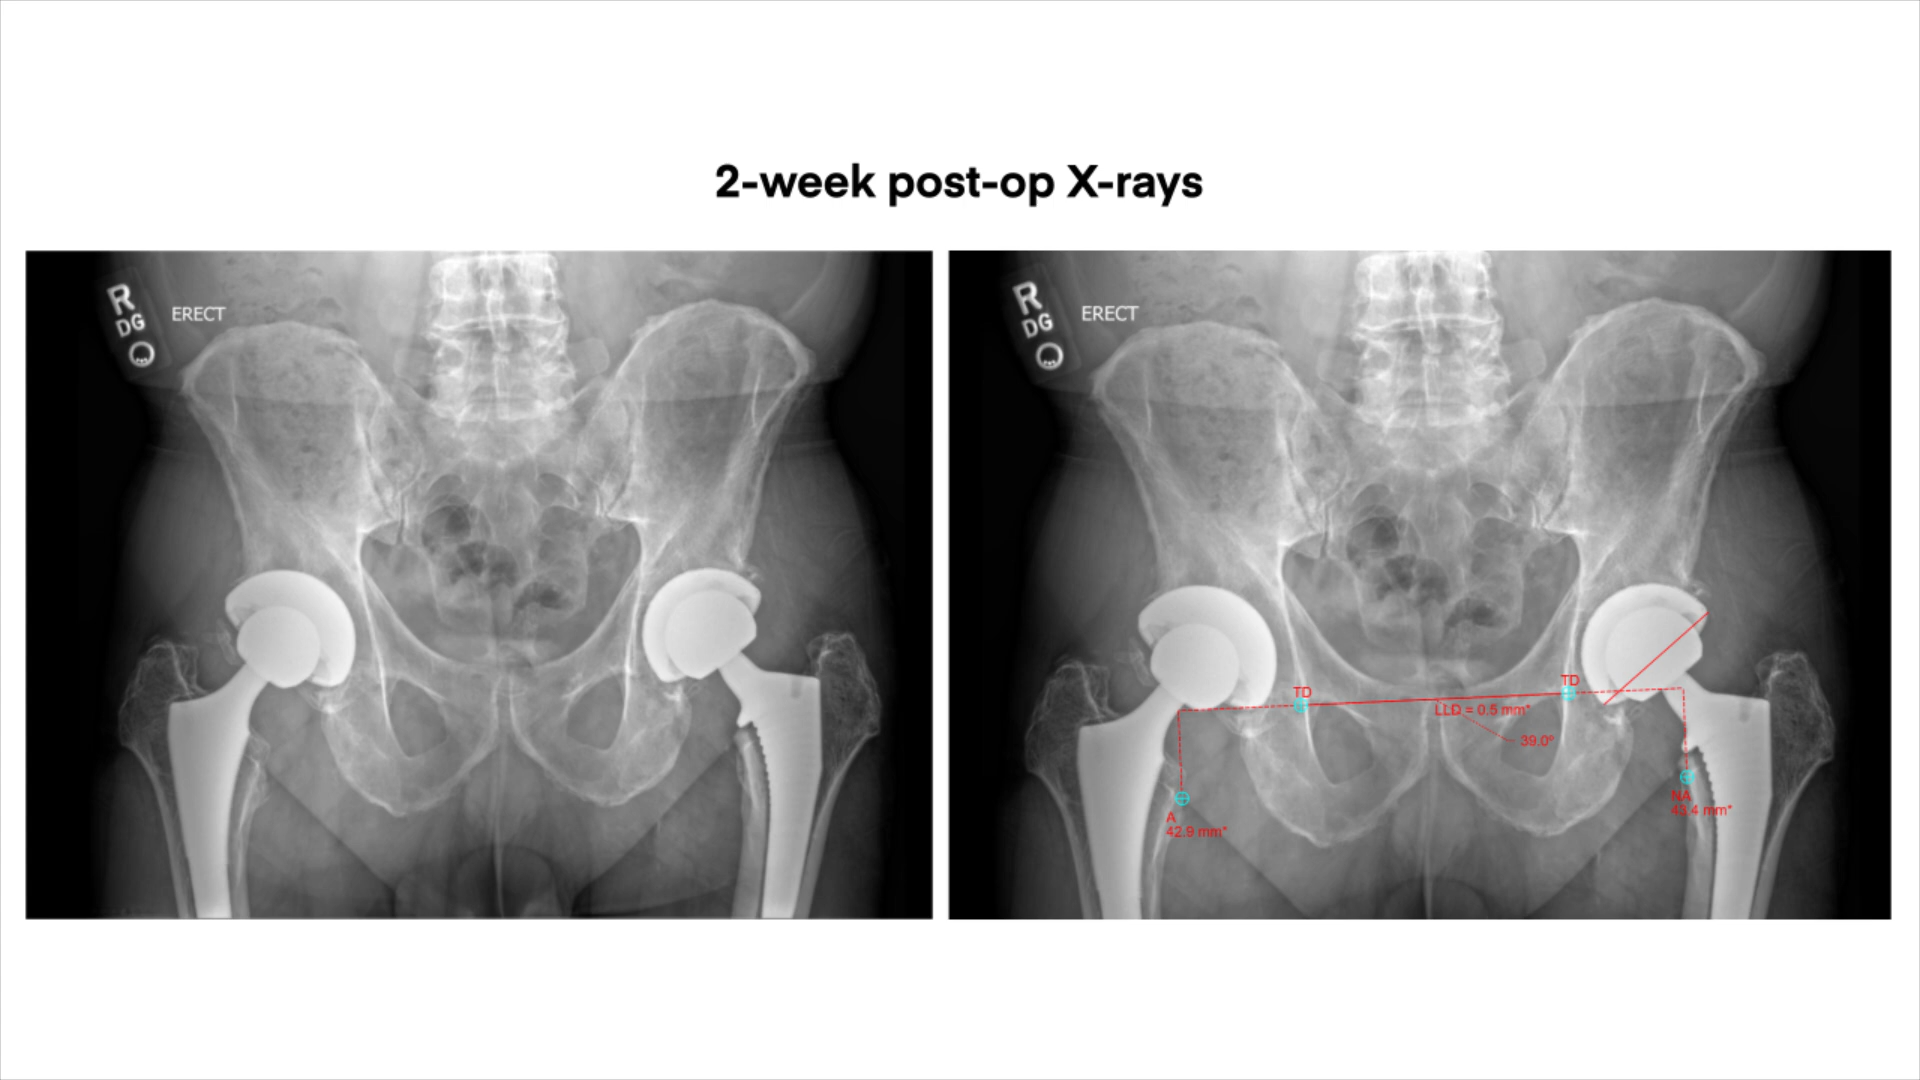 2-week post-op X-rays
R
DG
ERECT
R
DG
ERECT
TD
TD
LLD = 0.5 mm*
39.0°
A
42.9 mm*
NA
43.4 mm*